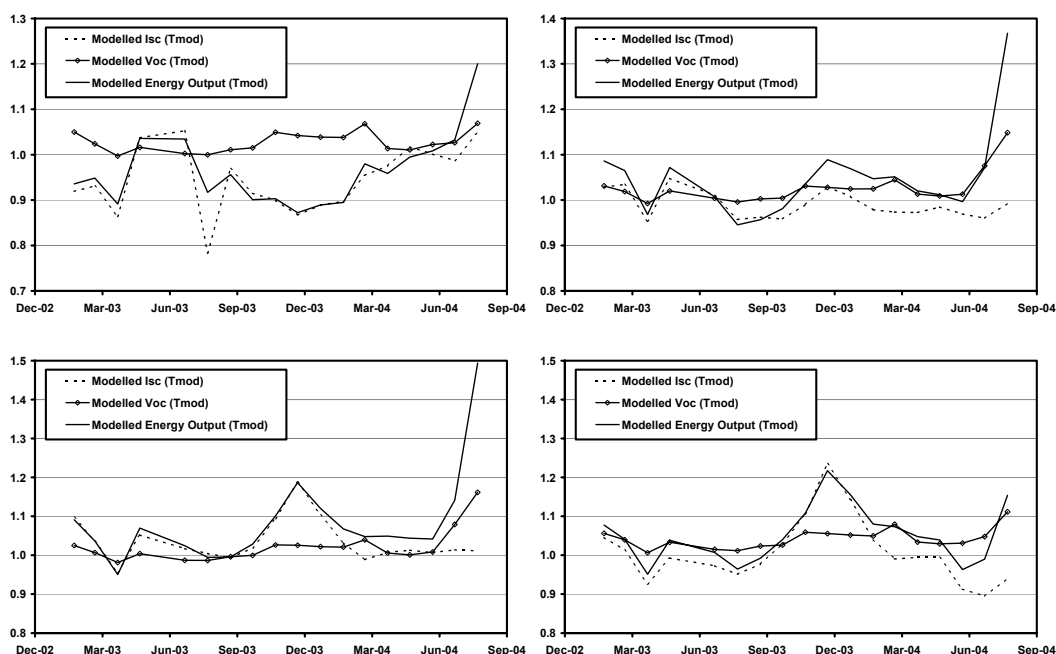 1.3
1.2
1.1
1.0
0.9
0.8
0.7
Modelled Isc (Tmod)
Modelled Voc (Tmod)
Modelled Energy Output (Tmod)
Dec-02 Mar-03 Jun-03 Sep-03 Dec-03 Mar-04 Jun-04 Sep-04
1.4
1.3
1.2
1.1
1.0
0.9
0.8
Modelled Isc (Tmod)
Modelled Voc (Tmod)
Modelled Energy Output (Tmod)
Dec-02 Mar-03 Jun-03 Sep-03 Dec-03 Mar-04 Jun-04 Sep-04
1.5
1.4
1.3
1.2
1.1
1.0
0.9
0.8
Modelled Isc (Tmod)
Modelled Voc (Tmod)
Modelled Energy Output (Tmod)
Dec-02 Mar-03 Jun-03 Sep-03 Dec-03 Mar-04 Jun-04 Sep-04
1.5
1.4
1.3
1.2
1.1
1.0
0.9
0.8
Modelled Isc (Tmod)
Modelled Voc (Tmod)
Modelled Energy Output (Tmod)
Dec-02 Mar-03 Jun-03 Sep-03 Dec-03 Mar-04 Jun-04 Sep-04